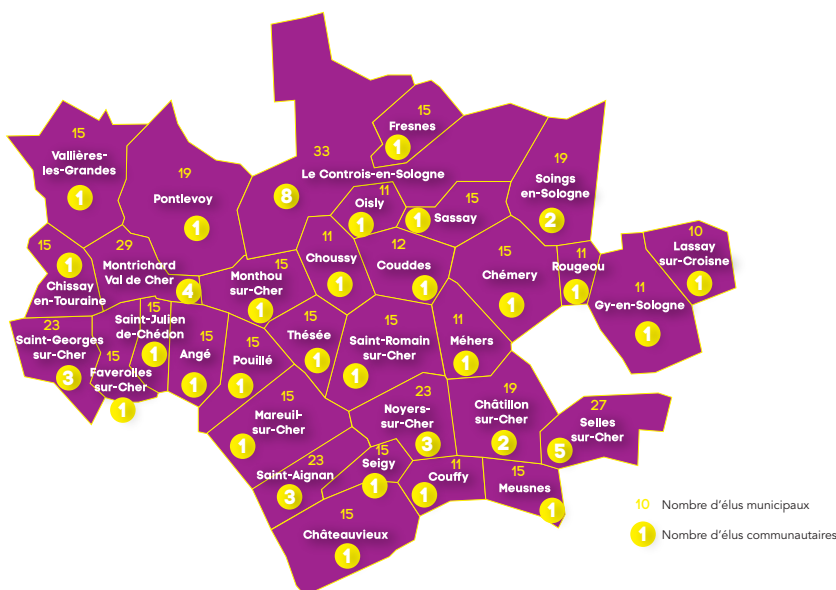 15
Fresnes
1
33
Le Controis-en-Sologne
8
15
Vallières-
les-Grandes
1
19
Pontlevoy
1
19
Soings
en-Sologne
2
11
Oisly
1
15
Sassay
1
10
Lassay
sur-Croisne
1
15
1
Chissay
en-Touraine
29
Montrichard
Val de Cher
4
15
Monthou
sur-Cher
1
11
Choussy
1
12
Couddes
1
15
Chémery
1
11
Rougeou
1
11
Gy-en-Sologne
1
23
Saint-Georges
sur-Cher
3
15
Faverolles
sur-Cher
1
15
Saint-Julien
de-Chédon
1
15
Angé
1
15
Pouillé
1
15
Thésée
1
15
Saint-Romain
sur-Cher
1
11
Méhers
1
15
Mareuil-
sur-Cher
1
23
Noyers-
sur-Cher
3
19
Châtillon
sur-Cher
2
27
Selles
sur-Cher
5
23
Saint-Aignan
3
15
Seigy
1
11
Couffy
1
15
Meusnes
1
15
Châteauvieux
1
10 Nombre d'élus municipaux
1 Nombre d'élus communautaires